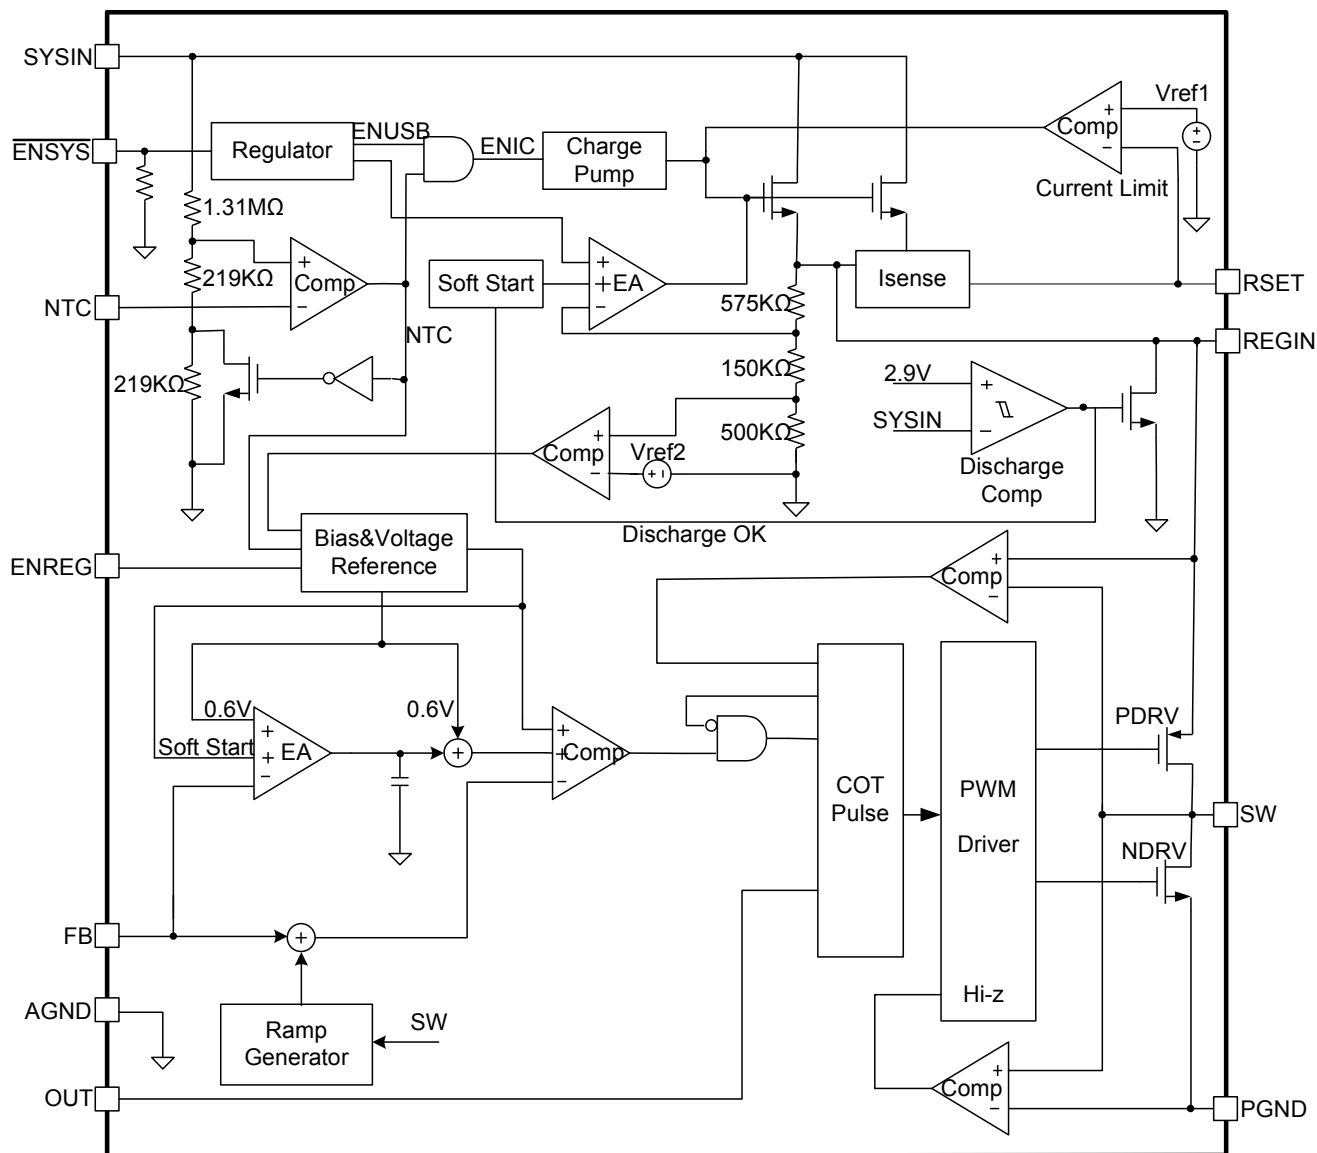 SYSIN
Vref1
ENSYS
Regulator
ENUSB
ENIC
Charge
Pump
Comp
+
−
+
−
Current Limit
1.31MΩ
219KΩ
+
Comp
−
NTC
Soft Start
+
+
EA
−
575KΩ
Isense
RSET
NTC
REGIN
219KΩ
150KΩ
2.9V
+
SYSIN
−
Discharge
Comp
500KΩ
Comp
+
−
Vref2
Discharge OK
ENREG
Bias&Voltage
Reference
Comp
+
−
0.6V
0.6V
Soft Start
+
+
EA
−
+
+
+
Comp
−
COT
Pulse
PWM
Driver
Hi-z
PDRV
SW
NDRV
FB
+
AGND
Ramp
Generator
SW
OUT
Comp
+
−
PGND